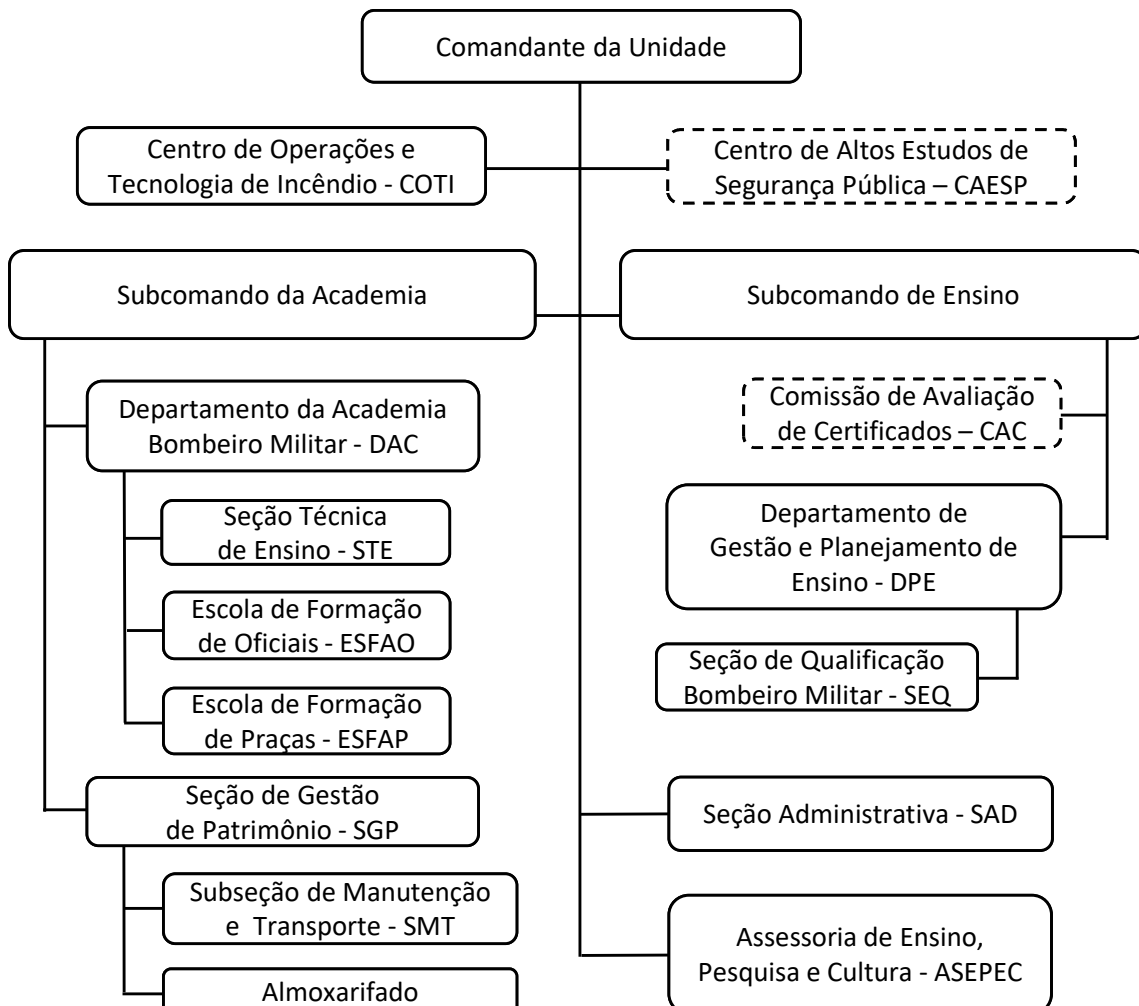 Comandante da Unidade
Centro de Operações e
Tecnologia de Incêndio - COTI
Centro de Altos Estudos de
Segurança Pública – CAESP
Subcomando da Academia
Subcomando de Ensino
Departamento da Academia
Bombeiro Militar - DAC
Seção Técnica
de Ensino - STE
Escola de Formação
de Oficiais - ESFAO
Escola de Formação
de Praças - ESFAP
Seção de Gestão
de Patrimônio - SGP
Subseção de Manutenção
e Transporte - SMT
Almoxarifado
Comissão de Avaliação
de Certificados – CAC
Departamento de
Gestão e Planejamento de
Ensino - DPE
Seção de Qualificação
Bombeiro Militar - SEQ
Seção Administrativa - SAD
Assessoria de Ensino,
Pesquisa e Cultura - ASEPEC